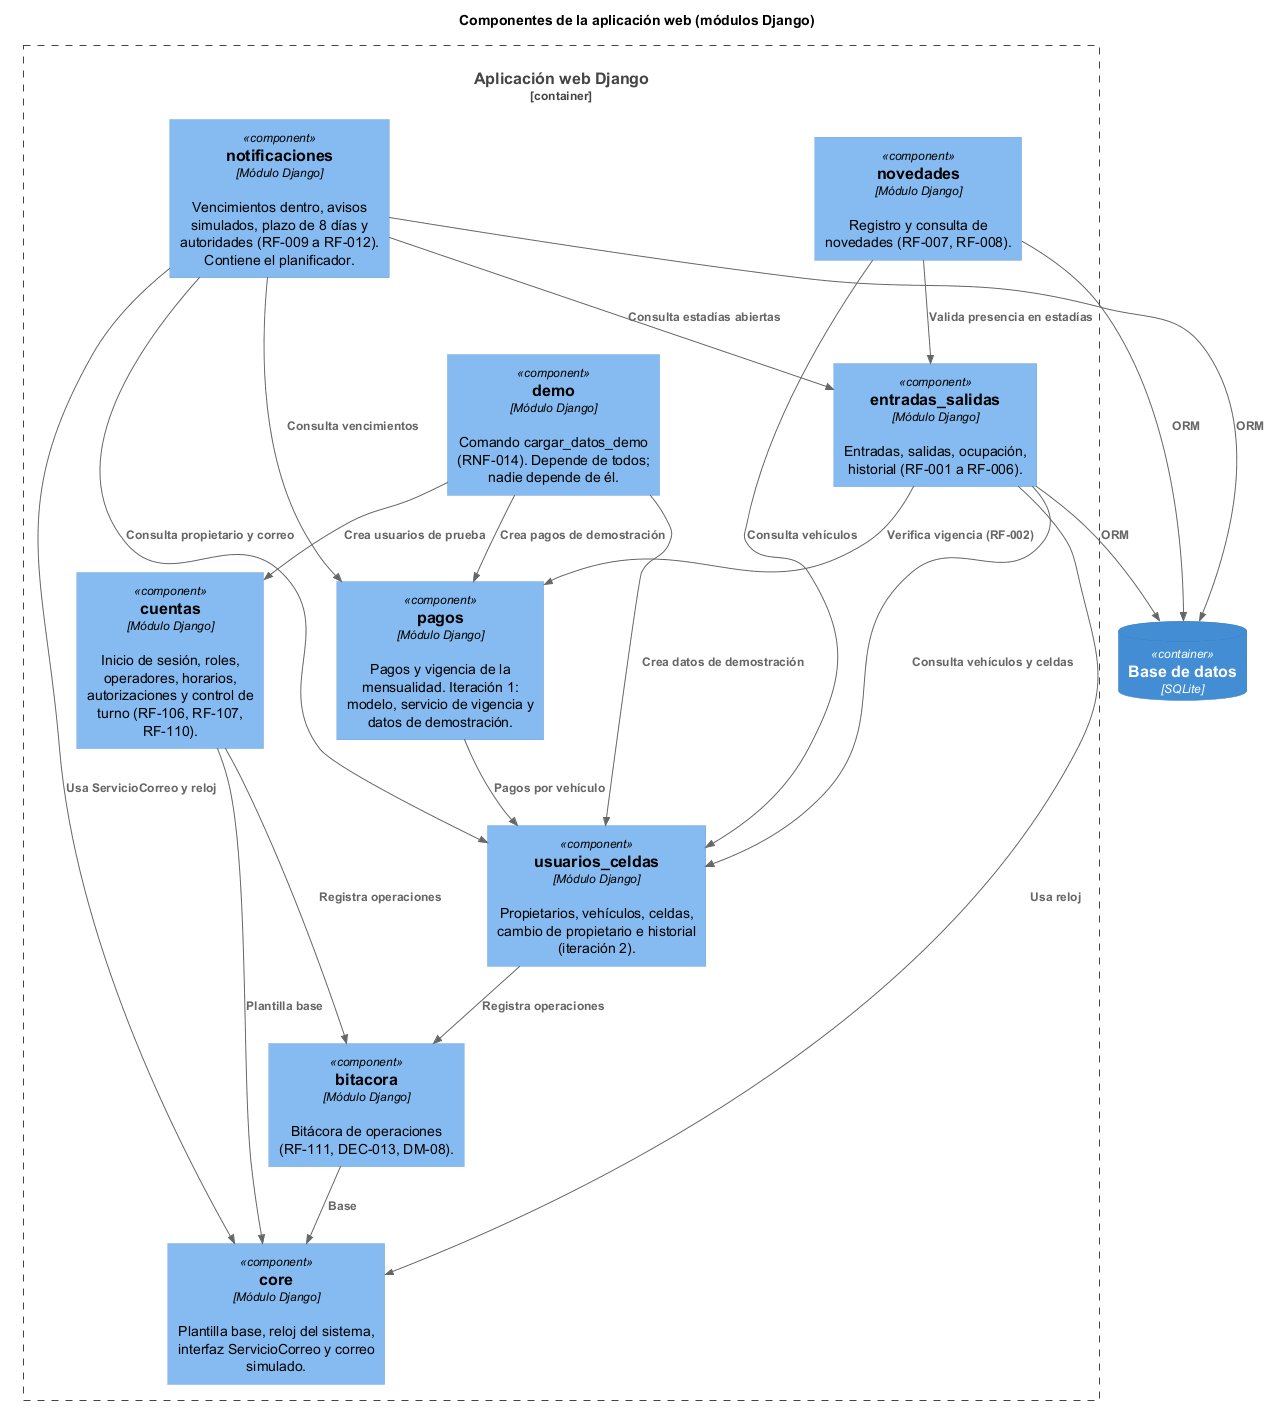 Componentes de la aplicación web (módulos Django)
Aplicación web Django
[container]
«component»
notificaciones
[Módulo Django]
Vencimientos dentro, avisos
simulados, plazo de 8 días y
autoridades (RF-009 a RF-012).
Contiene el planificador.
«component»
novedades
[Módulo Django]
Registro y consulta de
novedades (RF-007, RF-008).
Consulta estadías abiertas
Valida presencia en estadías
«component»
demo
[Módulo Django]
Comando cargar_datos_demo
(RNF-014). Depende de todos;
nadie depende de él.
«component»
entradas_salidas
[Módulo Django]
Entradas, salidas, ocupación,
historial (RF-001 a RF-006).
Consulta vencimientos
ORM
ORM
Consulta propietario y correo
Crea usuarios de prueba
Crea pagos de demostración
Consulta vehículos
Verifica vigencia (RF-002)
ORM
«component»
cuentas
[Módulo Django]
Inicio de sesión, roles,
operadores, horarios,
autorizaciones y control de
turno (RF-106, RF-107,
RF-110).
«component»
pagos
[Módulo Django]
Pagos y vigencia de la
mensualidad. Iteración 1:
modelo, servicio de vigencia y
datos de demostración.
Crea datos de demostración
Consulta vehículos y celdas
«container»
Base de datos
[SQLite]
Usa ServicioCorreo y reloj
Pagos por vehículo
«component»
usuarios_celdas
[Módulo Django]
Propietarios, vehículos, celdas,
cambio de propietario e historial
(iteración 2).
Registra operaciones
Usa reloj
Plantilla base
Registra operaciones
«component»
bitacora
[Módulo Django]
Bitácora de operaciones
(RF-111, DEC-013, DM-08).
Base
«component»
core
[Módulo Django]
Plantilla base, reloj del sistema,
interfaz ServicioCorreo y correo
simulado.